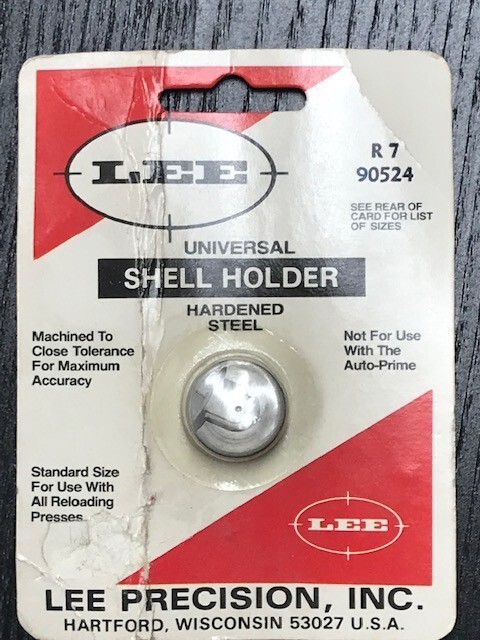 LEE
R 7
90524
SEE REAR OF
CARD FOR LIST
OF SIZES
UNIVERSAL
SHELL HOLDER
HARDENED
STEEL
Machined To
Close Tolerance
For Maximum
Accuracy
Not For Use
With The
Auto-Prime
Standard Size
For Use With
All Reloading
Presses
LEE
LEE PRECISION, INC.
HARTFORD, WISCONSIN 53027 U.S.A.